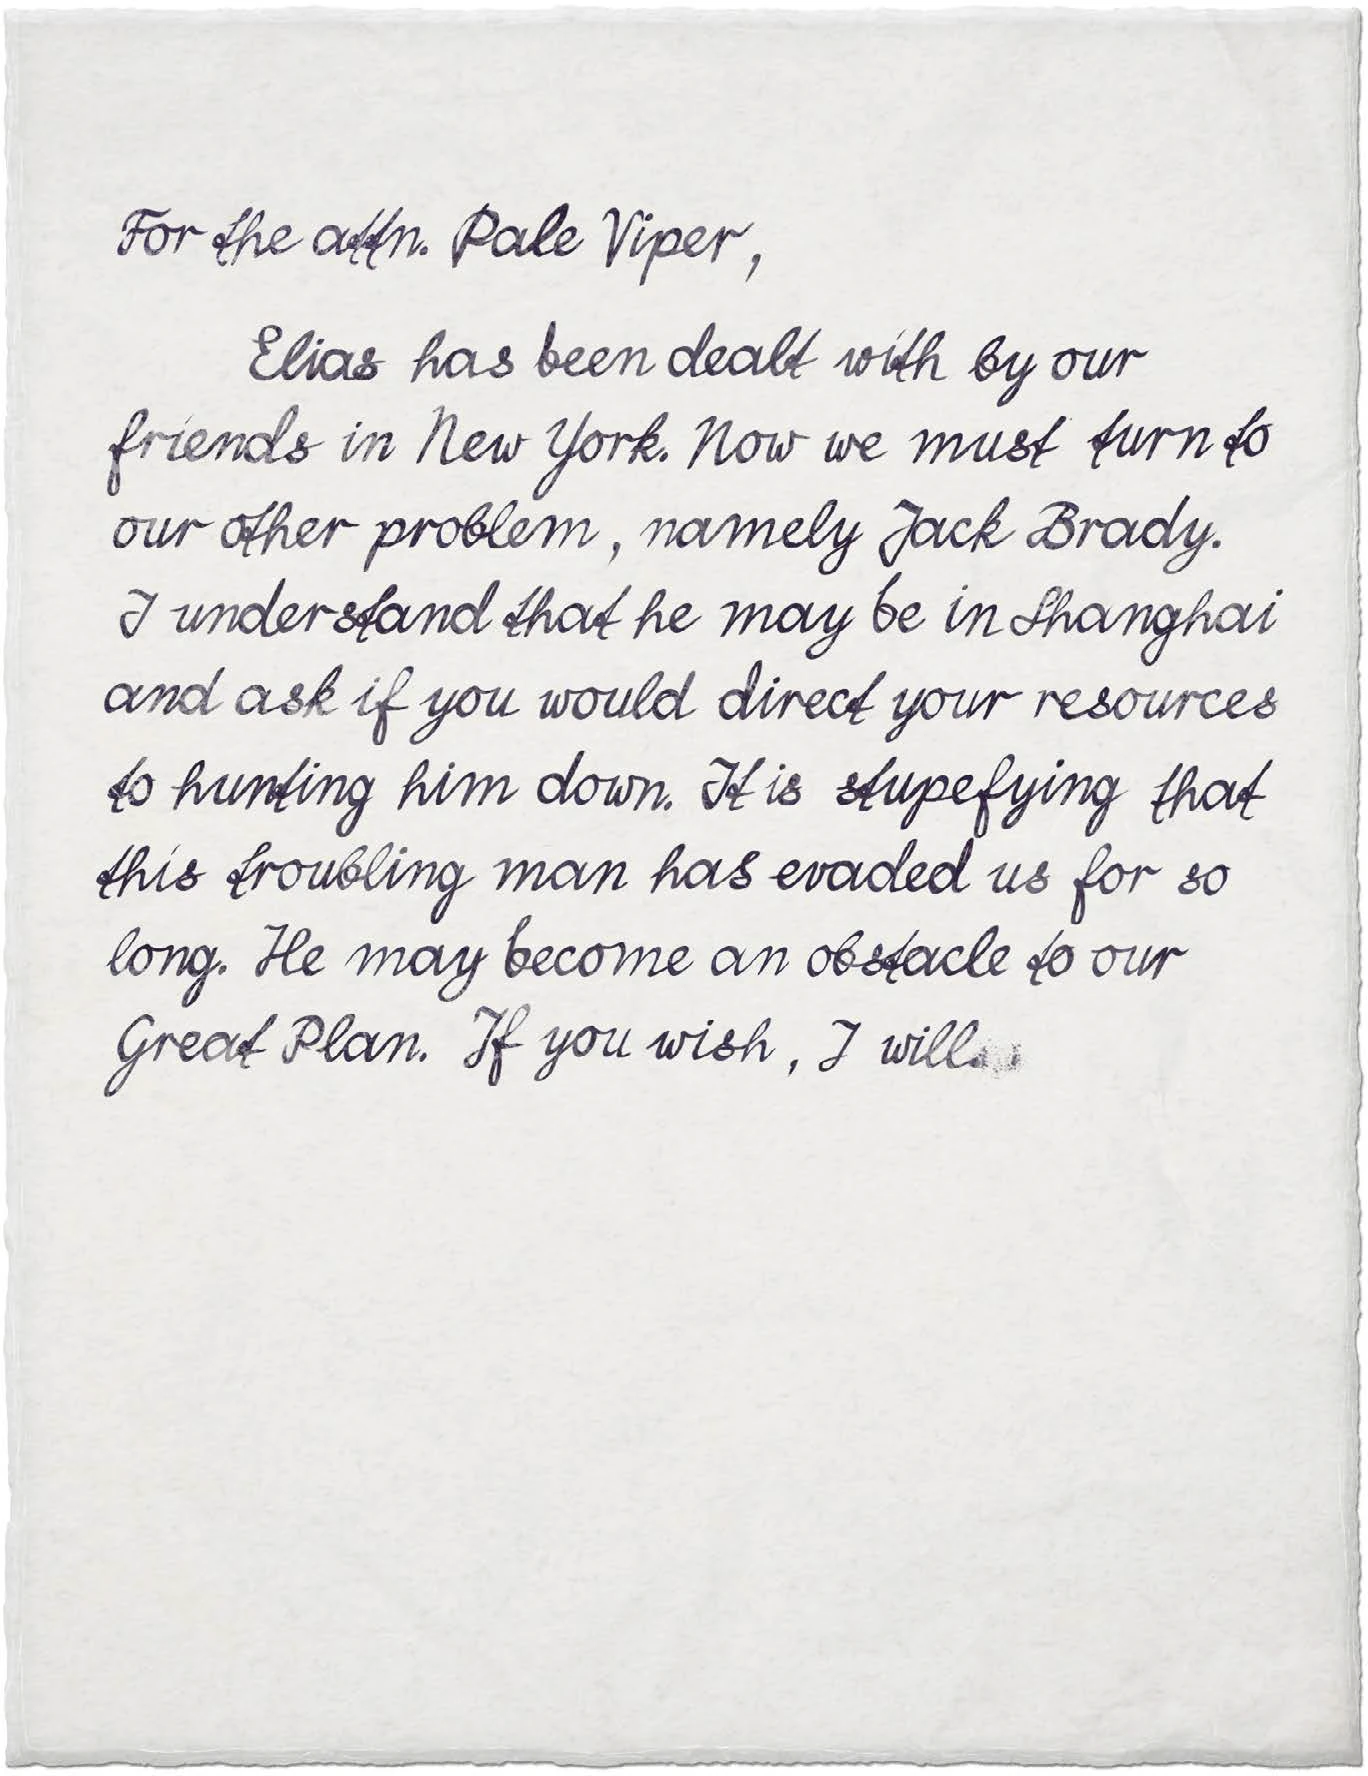 For the attn. Pale Viper,
Elias has been dealt with by our
friends in New York. Now we must turn to
our other problem, namely Jack Brady.
I understand that he may be in Shanghai
and ask if you would direct your resources
to hunting him down. It is stupefying that
this troubling man has evaded us for so
long. He may become an obstacle to our
Great Plan. If you wish, I will